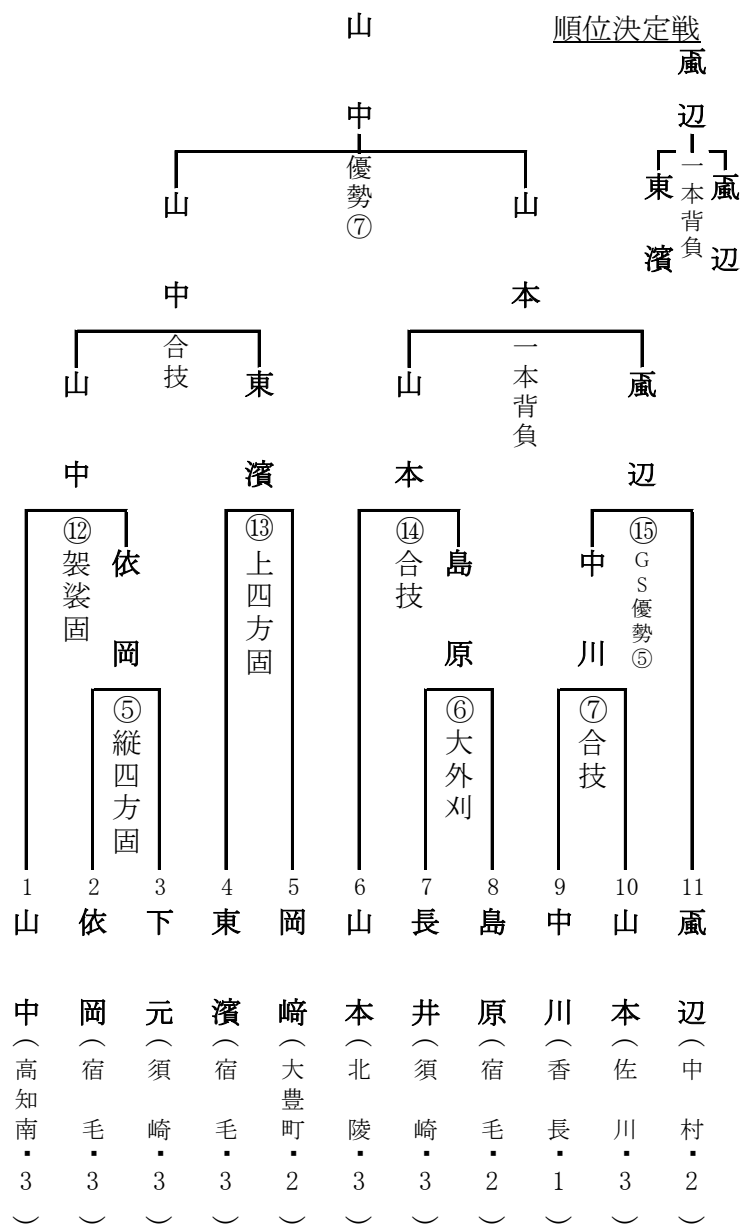 順位決定戦
山中
優勢⑦
辺
一本背負
東濱
辺
山中
合技
山本
一本背負
山中
⑫袈裟固
東濱
⑬上四方固
山本
⑭合技
辺
⑮GS優勢⑤
依岡
⑤縦四方固
島原
⑥大外刈
中川
⑦合技
1 山中(高知南・3)
2 依岡(宿毛・3)
3 下元(須崎・3)
4 東濱(宿毛・3)
5 岡﨑(大豊町・2)
6 山本(北陵・3)
7 長井(須崎・3)
8 島原(宿毛・2)
9 中川(香長・1)
10 山本(佐川・3)
11 辺(中村・2)